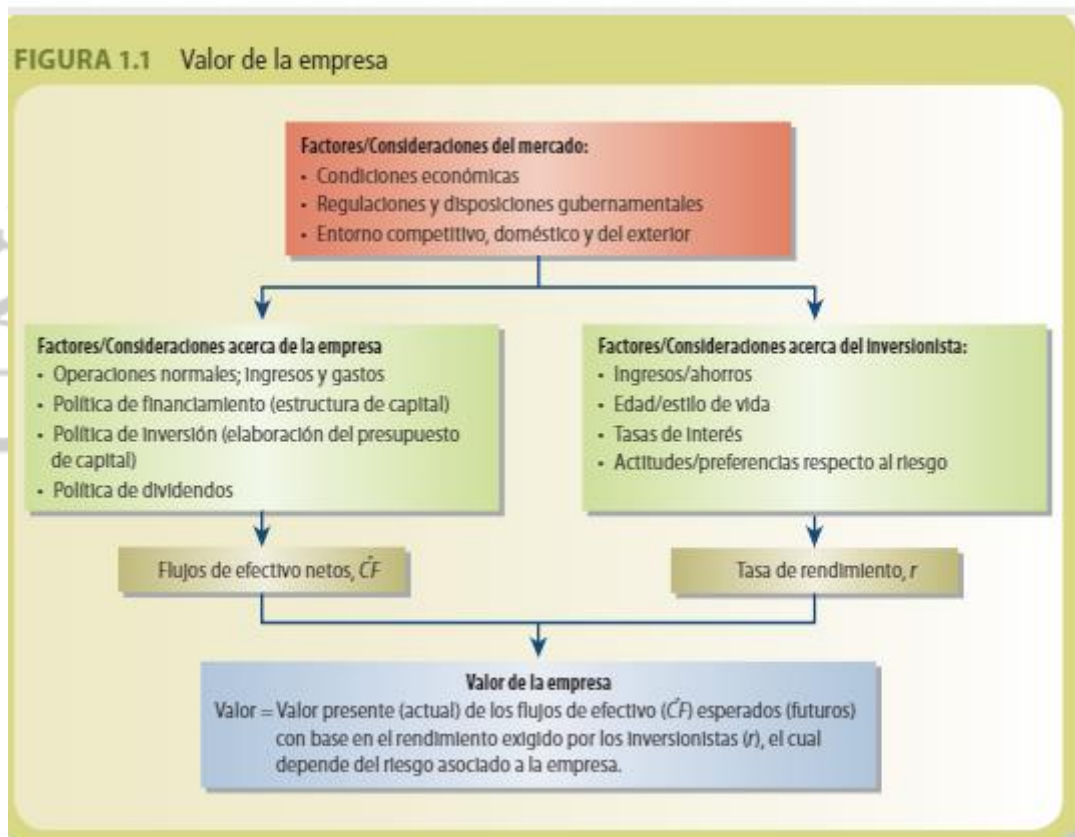 FIGURA 1.1 Valor de la empresa
Factores/Consideraciones del mercado:
• Condiciones económicas
• Regulaciones y disposiciones gubernamentales
• Entorno competitivo, doméstico y del exterior
Factores/Consideraciones acerca de la empresa
• Operaciones normales; ingresos y gastos
• Política de financiamiento (estructura de capital)
• Política de inversión (elaboración del presupuesto
de capital)
• Política de dividendos
Factores/Consideraciones acerca del inversionista:
• Ingresos/ahorros
• Edad/estilo de vida
• Tasas de interés
• Actitudes/preferencias respecto al riesgo
Flujos de efectivo netos, ĈF
Tasa de rendimiento, r
Valor de la empresa
Valor = Valor presente (actual) de los flujos de efectivo (ĈF) esperados (futuros)
con base en el rendimiento exigido por los inversionistas (r), el cual
depende del riesgo asociado a la empresa.